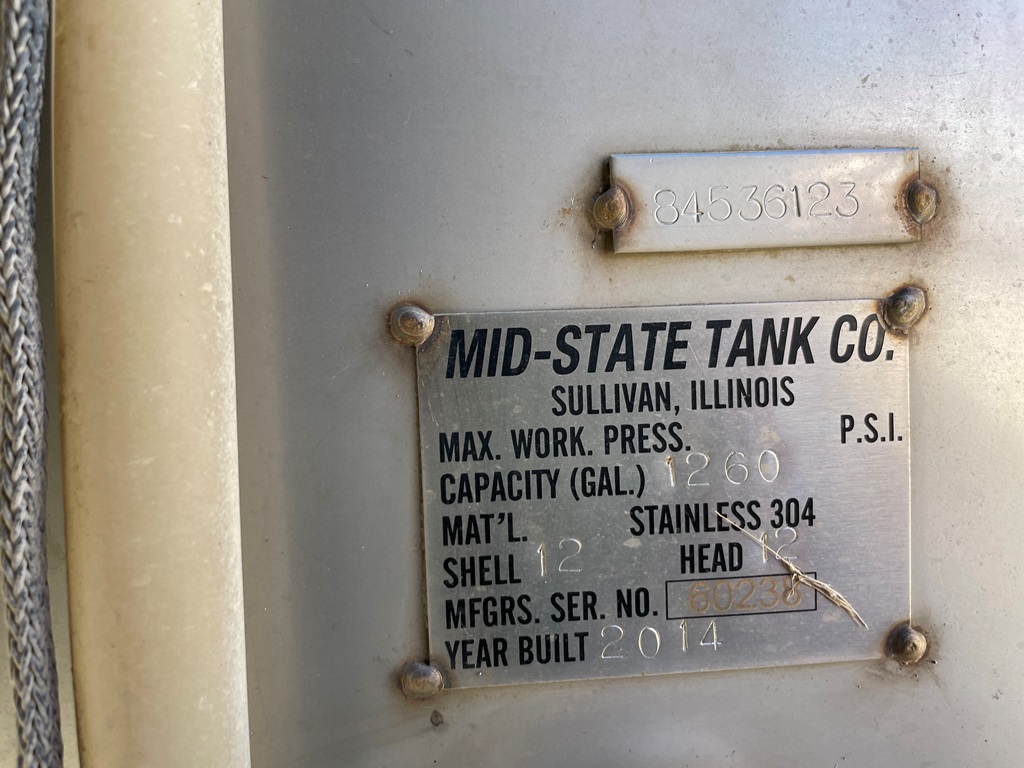 84536123
MID-STATE TANK CO.
SULLIVAN, ILLINOIS
MAX. WORK. PRESS. P.S.I.
CAPACITY (GAL.) 1260
MAT'L. STAINLESS 304
SHELL 12 HEAD 12
MFGRS. SER. NO. 60238
YEAR BUILT 2014